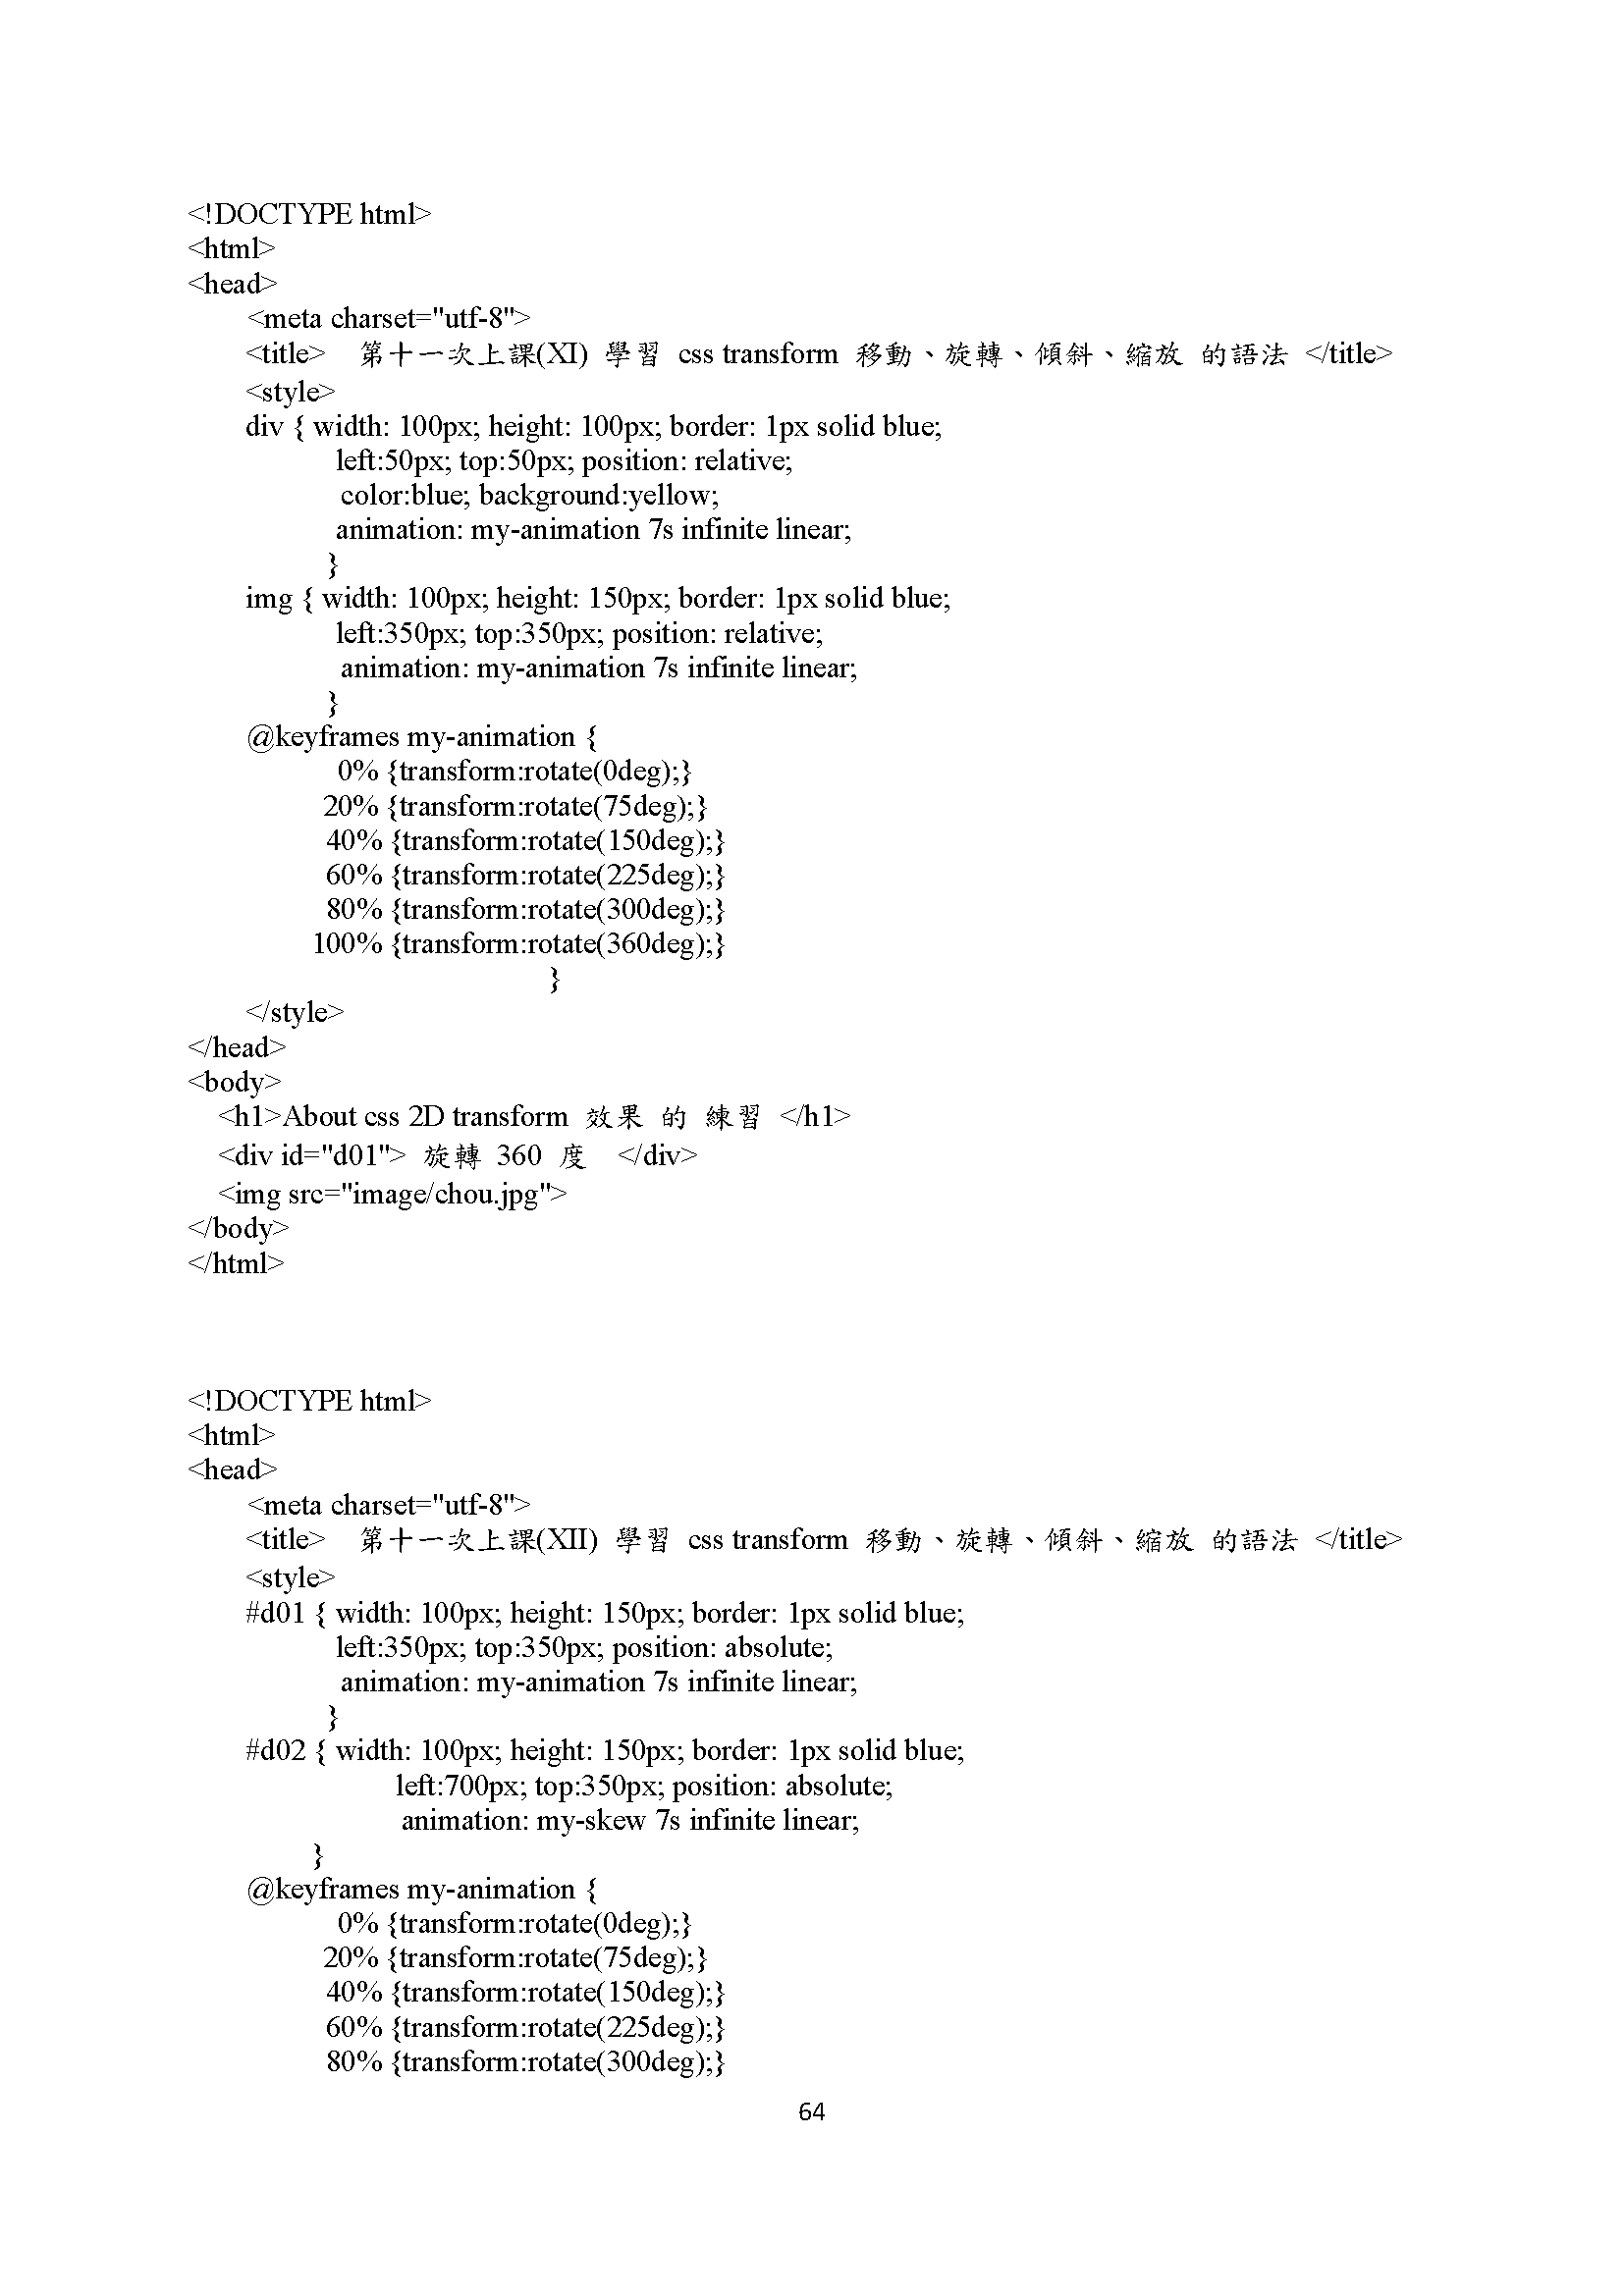 <!DOCTYPE html>
<html>
<head>
<meta charset="utf-8">
<title> 第十一次上課(XI) 學習 css transform 移動、旋轉、傾斜、縮放 的語法 </title>
<style>
div { width: 100px; height: 100px; border: 1px solid blue;
left:50px; top:50px; position: relative;
color:blue; background:yellow;
animation: my-animation 7s infinite linear;
}
img { width: 100px; height: 150px; border: 1px solid blue;
left:350px; top:350px; position: relative;
animation: my-animation 7s infinite linear;
}
@keyframes my-animation {
0% {transform:rotate(0deg);}
20% {transform:rotate(75deg);}
40% {transform:rotate(150deg);}
60% {transform:rotate(225deg);}
80% {transform:rotate(300deg);}
100% {transform:rotate(360deg);}
}
</style>
</head>
<body>
<h1>About css 2D transform 效果 的 練習 </h1>
<div id="d01"> 旋轉 360 度 </div>
<img src="image/chou.jpg">
</body>
</html>
<!DOCTYPE html>
<html>
<head>
<meta charset="utf-8">
<title> 第十一次上課(XII) 學習 css transform 移動、旋轉、傾斜、縮放 的語法 </title>
<style>
#d01 { width: 100px; height: 150px; border: 1px solid blue;
left:350px; top:350px; position: absolute;
animation: my-animation 7s infinite linear;
}
#d02 { width: 100px; height: 150px; border: 1px solid blue;
left:700px; top:350px; position: absolute;
animation: my-skew 7s infinite linear;
}
@keyframes my-animation {
0% {transform:rotate(0deg);}
20% {transform:rotate(75deg);}
40% {transform:rotate(150deg);}
60% {transform:rotate(225deg);}
80% {transform:rotate(300deg);}
64